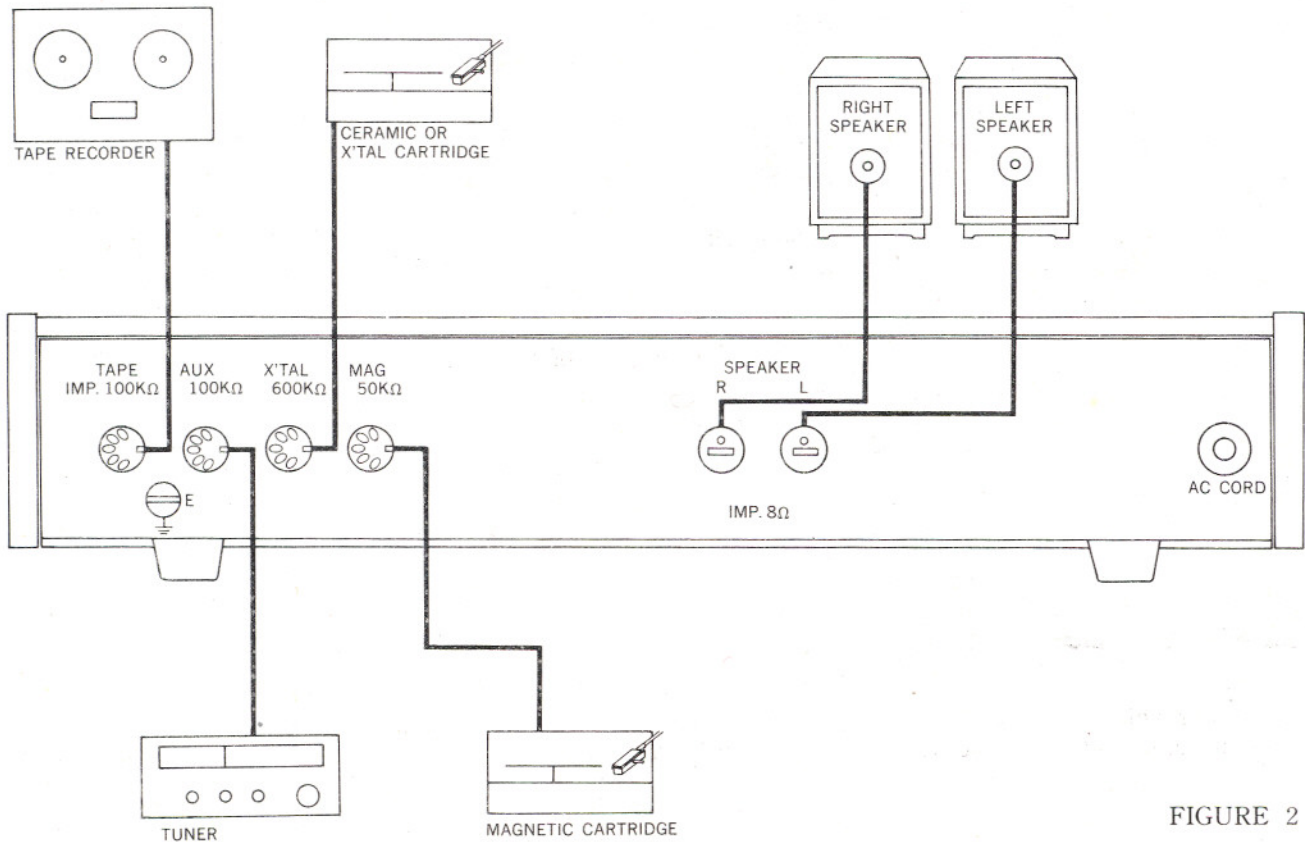 TAPE RECORDER
CERAMIC OR
X'TAL CARTRIDGE
RIGHT
SPEAKER
LEFT
SPEAKER
TAPE
IMP. 100KΩ
AUX
100KΩ
X'TAL
600KΩ
MAG
50KΩ
SPEAKER
R L
E
IMP. 8Ω
AC CORD
TUNER
MAGNETIC CARTRIDGE
FIGURE 2